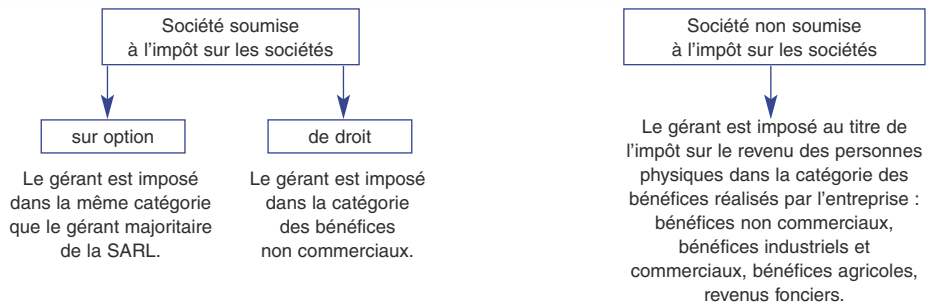 Société soumise
à l'impôt sur les sociétés
sur option
Le gérant est imposé
dans la même catégorie
que le gérant majoritaire
de la SARL.
de droit
Le gérant est imposé
dans la catégorie
des bénéfices
non commerciaux.
Société non soumise
à l'impôt sur les sociétés
Le gérant est imposé au titre de
l'impôt sur le revenu des personnes
physiques dans la catégorie des
bénéfices réalisés par l'entreprise :
bénéfices non commerciaux,
bénéfices industriels et
commerciaux, bénéfices agricoles,
revenus fonciers.